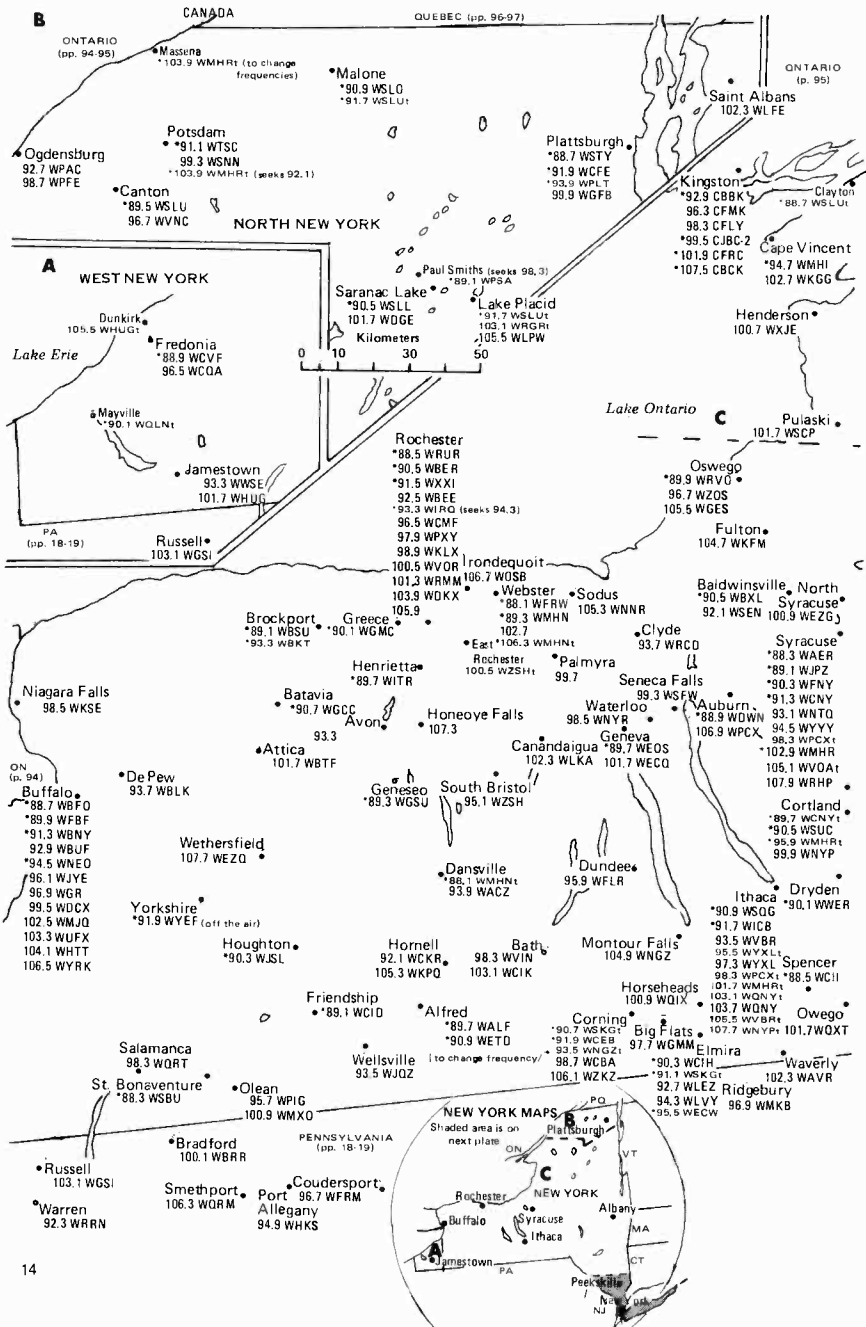 B
CANADA
QUEBEC (pp. 96-97)
ONTARIO
(pp. 94-95)
Massena
*103.9 WMHRt (to change
frequencies)
Malone
*90.9 WSLO
*91.7 WSLUt
ONTARIO
(p. 95)
Saint Albans
102.3 WLFE
Potsdam
*91.1 WTSC
99.3 WSNN
*103.9 WMHRt (seeks 92.1)
Ogdensburg
92.7 WPAC
98.7 WPFE
Canton
*89.5 WSLU
96.7 WVNC
Plattsburgh
*88.7 WSTY
*91.9 WCFE
*93.9 WPLT
99.9 WGFB
Kingston
*92.9 CBBK
96.3 CFMK
98.3 CFLY
*99.5 CJBC-2
*101.9 CFRC
*107.5 CBCK
Clayton
*88.7 WSLUt
Cape Vincent
*94.7 WMHI
102.7 WKGG
NORTH NEW YORK
Paul Smiths (seeks 98.3)
*89.1 WPSA
Saranac Lake
*90.5 WSLL
101.7 WDGE
Lake Placid
*91.7 WSLUt
103.1 WRGRt
105.5 WLPW
Kilometers
0 10 30 50
Henderson
100.7 WXJE
A
WEST NEW YORK
Dunkirk
105.5 WHUGt
Fredonia
*88.9 WCVF
96.5 WCQA
Lake Erie
Mayville
*90.1 WQLNt
Jamestown
93.3 WWSE
101.7 WHUG
PA
(pp. 18-19)
Russell
103.1 WGSI
Lake Ontario
C
Pulaski
101.7 WSCP
Rochester
*88.5 WRUR
*90.5 WBER
*91.5 WXXI
92.5 WBEE
*93.3 WIRQ (seeks 94.3)
96.5 WCMF
97.9 WPXY
98.9 WKLX
100.5 WVOR
101.3 WRMM
103.9 WDKX
105.9
Oswego
*89.9 WRVO
96.7 WZOS
105.5 WGES
Fulton
104.7 WKFM
Irondequoit
106.7 WOSB
Webster
*88.1 WFRW
*89.3 WMHN
102.7
Sodus
105.3 WNNR
Baldwinsville
*90.5 WBXL
92.1 WSEN
North
Syracuse
100.9 WEZG
Brockport
*89.1 WBSU
*93.3 WBKT
Greece
*90.1 WGMC
East
Rochester
*106.3 WMHNt
100.5 WZSHt
Clyde
93.7 WRCD
Syracuse
*88.3 WAER
*89.1 WJPZ
*90.3 WFNY
*91.3 WCNY
93.1 WNTQ
94.5 WYYY
98.3 WPCXt
*102.9 WMHR
105.1 WVOAt
107.9 WRHP
Henrietta
*89.7 WITR
Palmyra
99.7
Seneca Falls
99.3 WSFW
Niagara Falls
98.5 WKSE
Batavia
*90.7 WGCC
Avon
93.3
Honeoye Falls
107.3
Waterloo
98.5 WNYR
Auburn
*88.9 WDWN
106.9 WPCX
Geneva
*89.7 WEOS
101.7 WECQ
Attica
101.7 WBTF
Canandaigua
102.3 WLKA
ON
(p. 94)
Buffalo
*88.7 WBFO
*89.9 WFBF
*91.3 WBNY
92.9 WBUF
*94.5 WNEO
96.1 WJYE
96.9 WGR
99.5 WDCX
102.5 WMJQ
103.3 WUFX
104.1 WHTT
106.5 WYRK
De Pew
93.7 WBLK
Geneseo
*89.3 WGSU
South Bristol
95.1 WZSH
Cortland
*89.7 WCNYt
*90.5 WSUC
*95.9 WMHRt
99.9 WNYP
Wethersfield
107.7 WEZQ
Dansville
*88.1 WMHNt
93.9 WACZ
Dundee
95.9 WFLR
Ithaca
*90.9 WSQG
*91.7 WICB
93.5 WVBR
95.5 WYXLt
97.3 WYXL
98.3 WPCXt
101.7 WMHRt
103.1 WQNYt
103.7 WQNY
105.5 WVBRt
107.7 WNYPt
Dryden
*90.1 WWER
Yorkshire
*91.9 WYEF (off the air)
Houghton
*90.3 WJSL
Hornell
92.1 WCKR
105.3 WKPQ
Bath
98.3 WVIN
103.1 WCIK
Montour Falls
104.9 WNGZ
Spencer
*88.5 WCII
Horseheads
100.9 WQIX
Friendship
*89.1 WCID
Alfred
*89.7 WALF
*90.9 WETD
(to change frequency)
Corning
*90.7 WSKGt
*91.9 WCEB
*93.5 WNGZt
98.7 WCBA
106.1 WZKZ
Big Flats
97.7 WGMM
Owego
101.7 WQXT
Salamanca
98.3 WQRT
Wellsville
93.5 WJQZ
Elmira
*90.3 WCIH
*91.1 WSKGt
92.7 WLEZ
94.3 WLVY
*95.5 WECW
Waverly
102.3 WAVR
St. Bonaventure
*88.3 WSBU
Olean
95.7 WPIG
100.9 WMXO
Ridgebury
96.9 WMKB
Bradford
100.1 WBRR
PENNSYLVANIA
(pp. 18-19)
Russell
103.1 WGSI
Warren
92.3 WRRN
Smethport
106.3 WQRM
Port
Allegany
94.9 WHKS
Coudersport
96.7 WFRM
NEW YORK MAPS
Shaded area is on
next plate
PQ
B
Plattsburgh
ON
VT
C
NEW YORK
Rochester
Buffalo
Syracuse
Albany
Ithaca
MA
A
Jamestown
PA
CT
Peekskill
New York
NJ
14